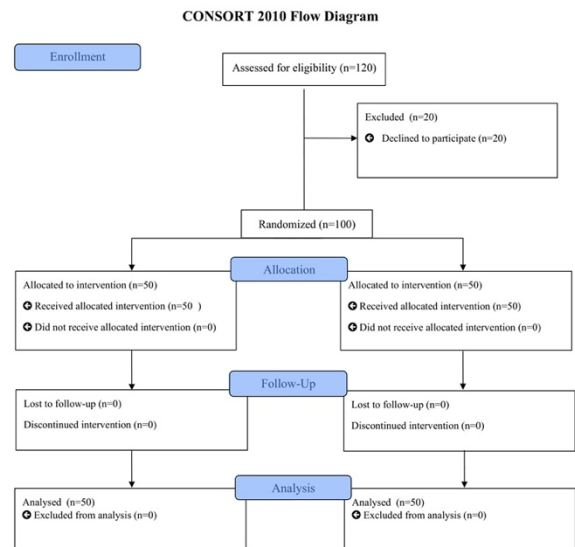 CONSORT 2010 Flow Diagram
Enrollment
Assessed for eligibility (n=120)
Excluded (n=20)
Declined to participate (n=20)
Randomized (n=100)
Allocation
Allocated to intervention (n=50)
Received allocated intervention (n=50 )
Did not receive allocated intervention (n=0)
Allocated to intervention (n=50)
Received allocated intervention (n=50)
Did not receive allocated intervention (n=0)
Follow-Up
Lost to follow-up (n=0)
Discontinued intervention (n=0)
Lost to follow-up (n=0)
Discontinued intervention (n=0)
Analysis
Analysed (n=50)
Excluded from analysis (n=0)
Analysed (n=50)
Excluded from analysis (n=0)